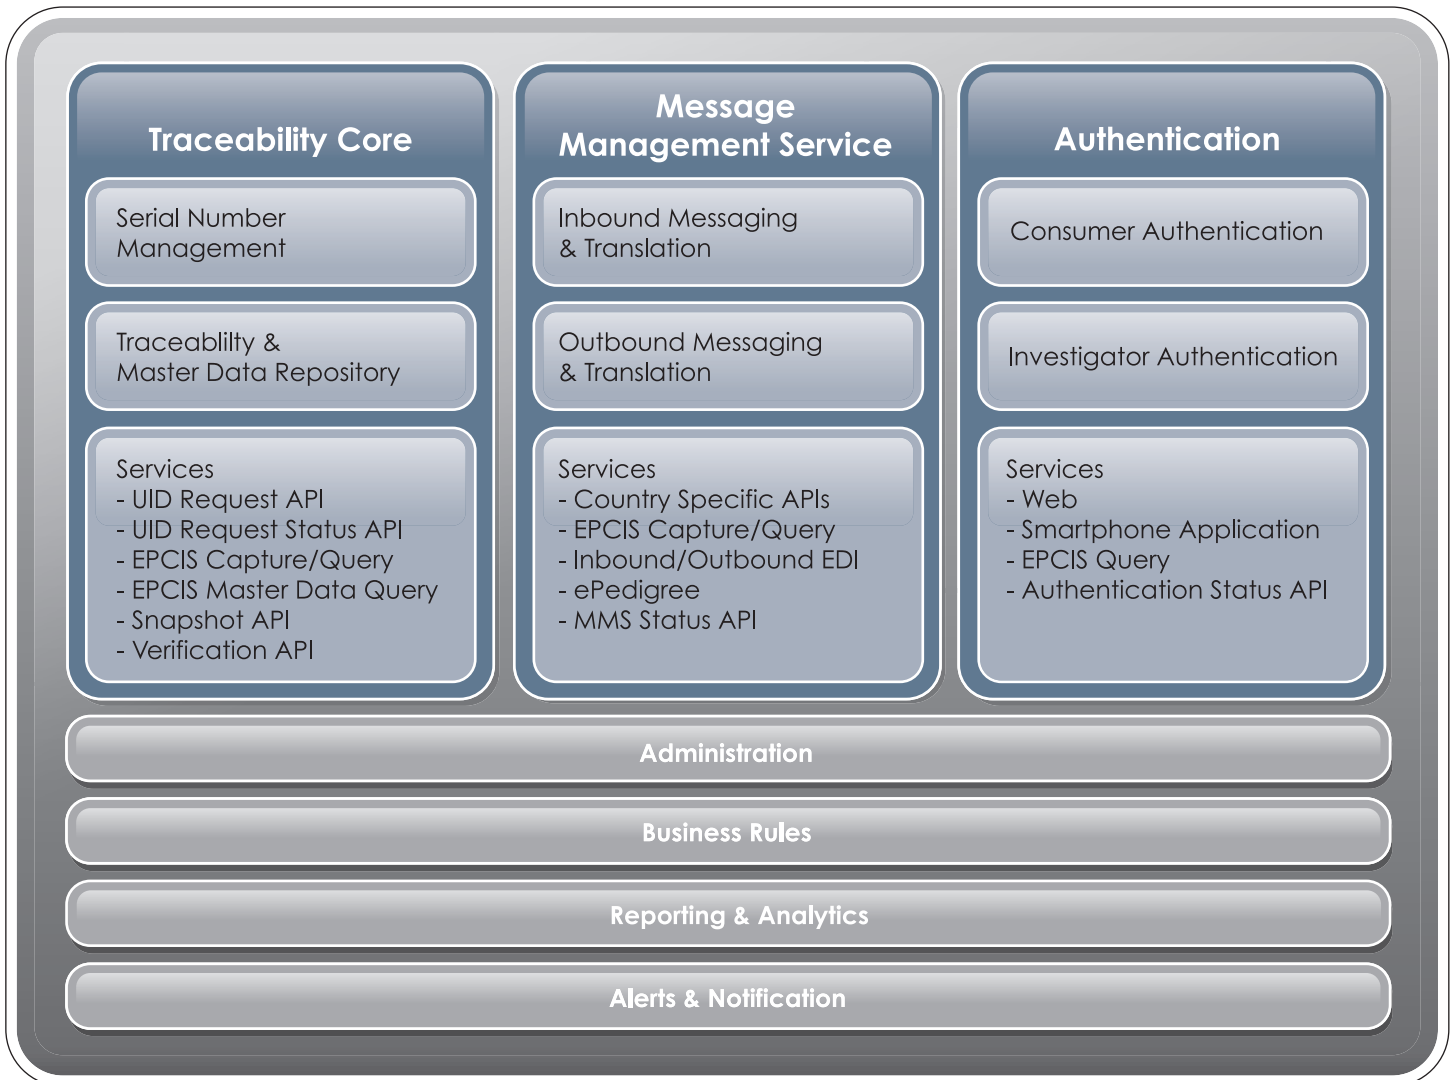 Traceability Core
Serial Number
Management
Traceablilty &
Master Data Repository
Services
- UID Request API
- UID Request Status API
- EPCIS Capture/Query
- EPCIS Master Data Query
- Snapshot API
- Verification API
Message
Management Service
Inbound Messaging
& Translation
Outbound Messaging
& Translation
Services
- Country Specific APIs
- EPCIS Capture/Query
- Inbound/Outbound EDI
- ePedigree
- MMS Status API
Authentication
Consumer Authentication
Investigator Authentication
Services
- Web
- Smartphone Application
- EPCIS Query
- Authentication Status API
Administration
Business Rules
Reporting & Analytics
Alerts & Notification